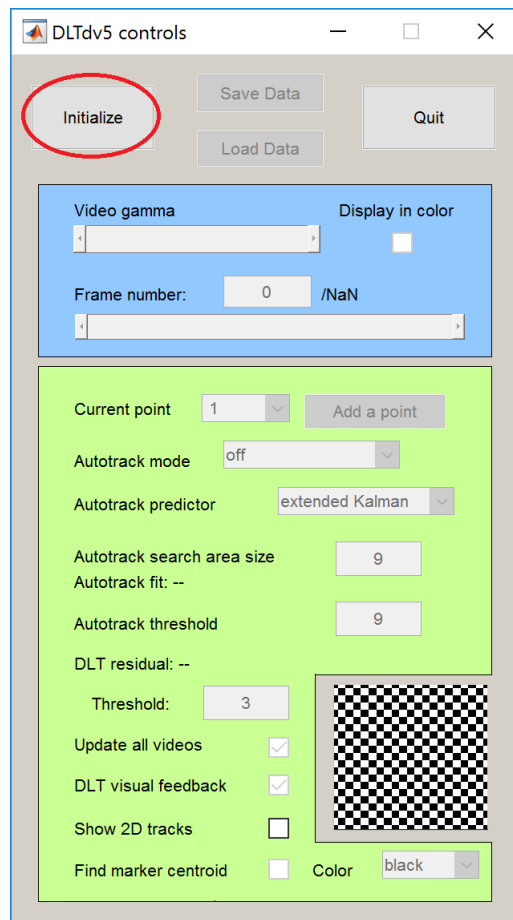 DLTdv5 controls
Initialize
Save Data
Load Data
Quit
Video gamma
Display in color
Frame number: 0 /NaN
Current point 1 Add a point
Autotrack mode off
Autotrack predictor extended Kalman
Autotrack search area size 9
Autotrack fit: --
Autotrack threshold 9
DLT residual: --
Threshold: 3
Update all videos
DLT visual feedback
Show 2D tracks
Find marker centroid Color black